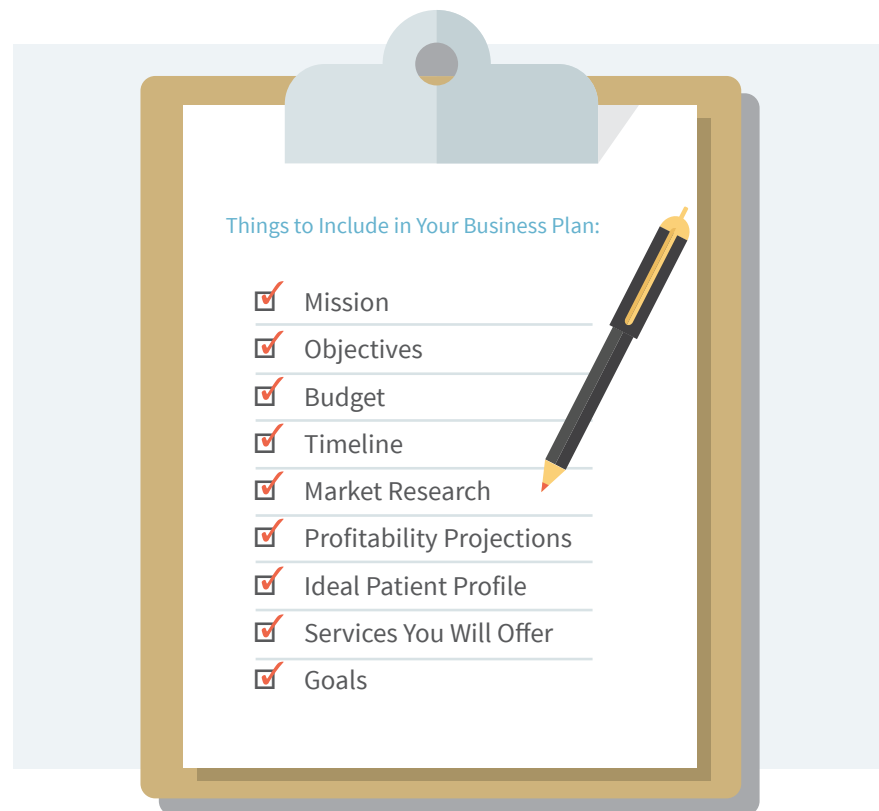 Things to Include in Your Business Plan:
Mission
Objectives
Budget
Timeline
Market Research
Profitability Projections
Ideal Patient Profile
Services You Will Offer
Goals